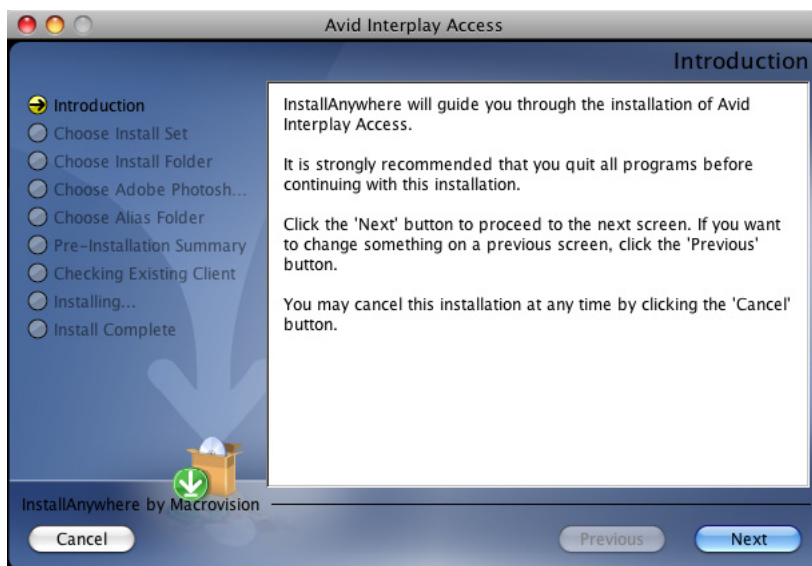 Avid Interplay Access
Introduction
Introduction
Choose Install Set
Choose Install Folder
Choose Adobe Photosh...
Choose Alias Folder
Pre-Installation Summary
Checking Existing Client
Installing...
Install Complete
InstallAnywhere will guide you through the installation of Avid
Interplay Access.
It is strongly recommended that you quit all programs before
continuing with this installation.
Click the 'Next' button to proceed to the next screen. If you want
to change something on a previous screen, click the 'Previous'
button.
You may cancel this installation at any time by clicking the 'Cancel'
button.
InstallAnywhere by Macrovision
Cancel
Previous
Next